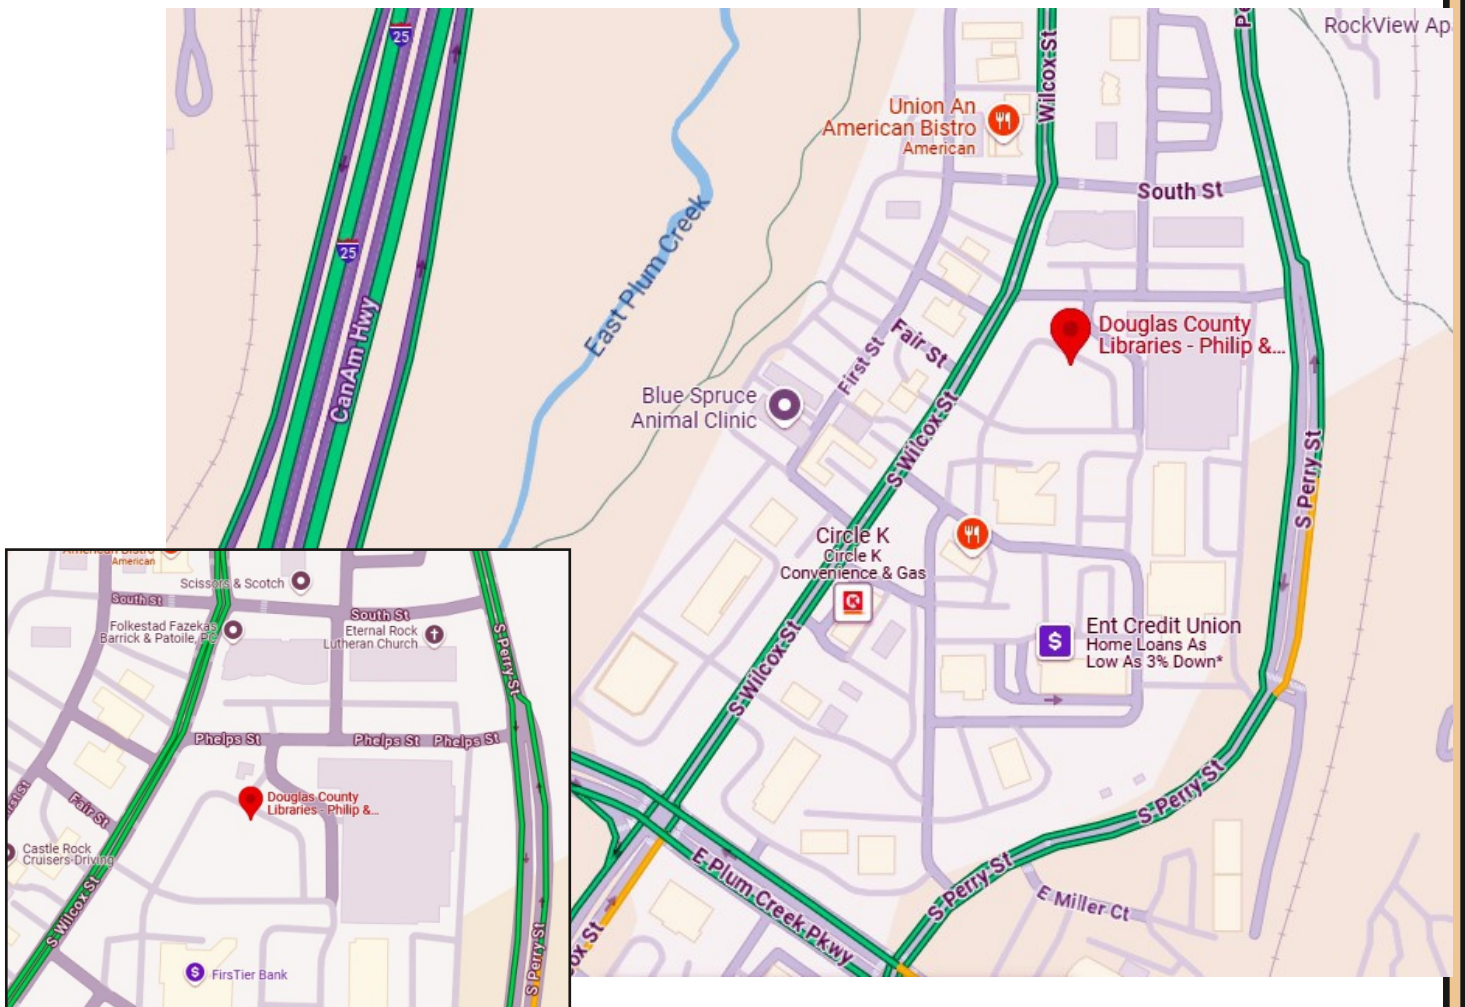 25
RockView Ap
Wilcox St
Union An
American Bistro
American
South St
25
East Plum Creek
CanAm Hwy
Douglas County
Libraries - Philip &...
Fair St
First St
Blue Spruce
Animal Clinic
S Wilcox St
S Perry St
Circle K
Circle K
Convenience & Gas
Ent Credit Union
Home Loans As
Low As 3% Down*
$
S Wilcox St
S Perry St
E Plum Creek Pkwy
S Perry St
E Miller Ct
ox St
American
Scissors & Scotch
South St
South St
Folkestad Fazekas
Barrick & Patoile, PC
Eternal Rock
Lutheran Church
S Perry St
Phelps St
Phelps St
Phelps St
Douglas County
Libraries - Philip &...
Fair St
Castle Rock
Cruisers-Driving
S Wilcox St
$
FirsTier Bank
S Perry St